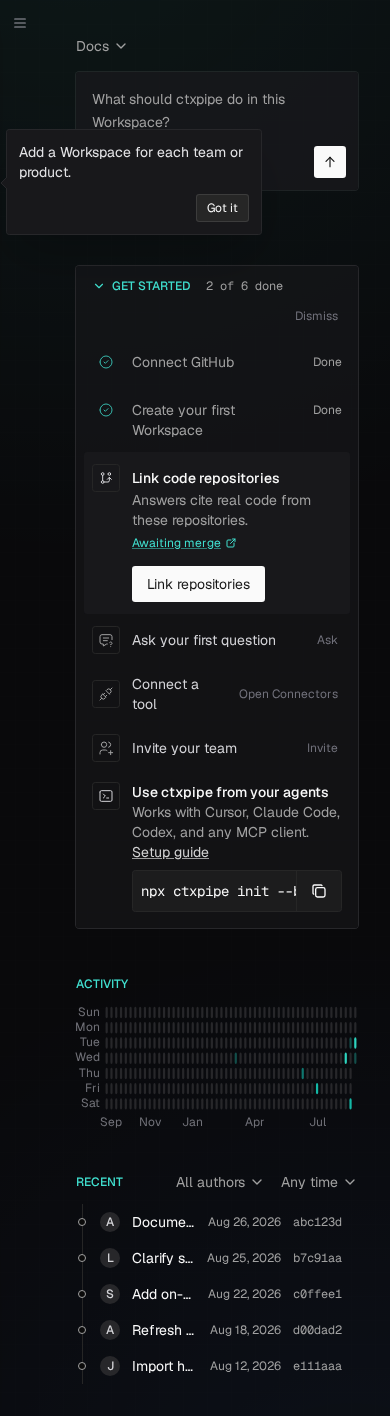 Docs
What should ctxpipe do in this
Workspace?
Add a Workspace for each team or
product.
Got it
GET STARTED 2 of 6 done
Dismiss
Connect GitHub Done
Create your first Done
Workspace
Link code repositories
Answers cite real code from
these repositories.
Awaiting merge
Link repositories
Ask your first question Ask
Connect a
tool
Open Connectors
Invite your team Invite
Use ctxpipe from your agents
Works with Cursor, Claude Code,
Codex, and any MCP client.
Setup guide
npx ctxpipe init --b
ACTIVITY
Sun
Mon
Tue
Wed
Thu
Fri
Sat
Sep Nov Jan Apr Jul
RECENT All authors Any time
A Docume... Aug 26, 2026 abc123d
L Clarify s... Aug 25, 2026 b7c91aa
S Add on-... Aug 22, 2026 c0ffee1
A Refresh ... Aug 18, 2026 d00dad2
J Import h... Aug 12, 2026 e111aaa